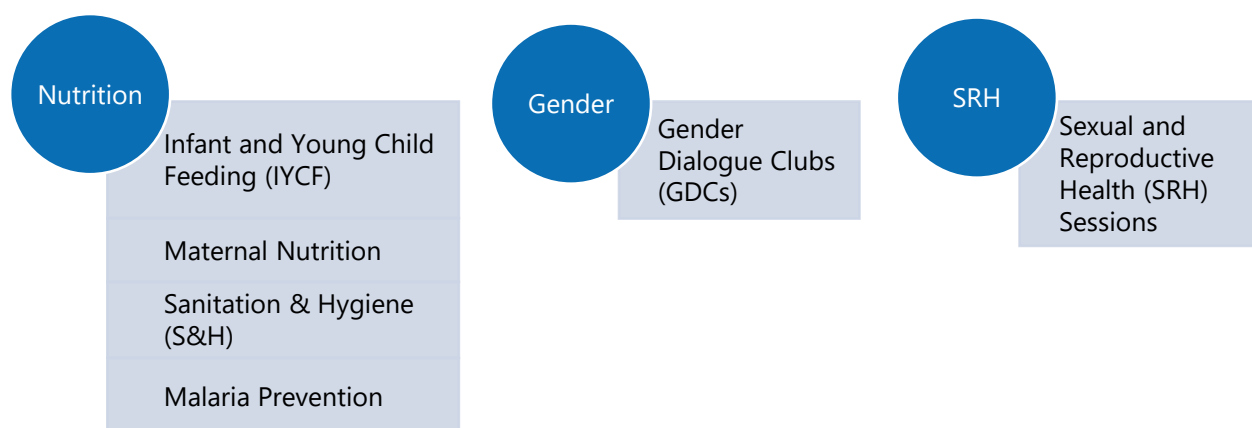 Nutrition
Infant and Young Child
Feeding (IYCF)
Maternal Nutrition
Sanitation & Hygiene
(S&H)
Malaria Prevention
Gender
Gender
Dialogue Clubs
(GDCs)
SRH
Sexual and
Reproductive
Health (SRH)
Sessions